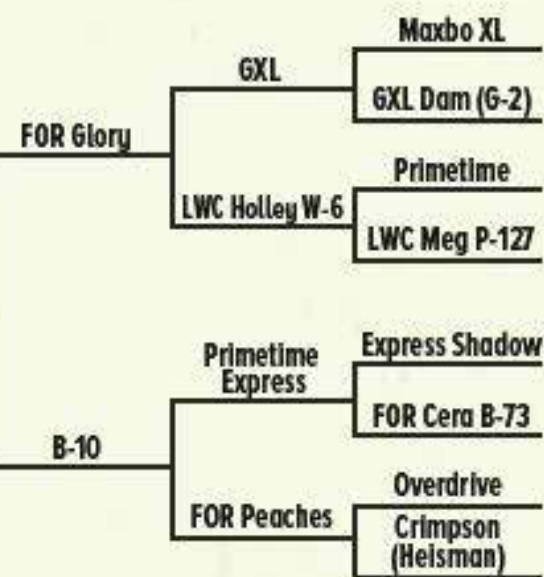 Maxbo XL
GXL
GXL Dam (G-2)
FOR Glory
Primetime
LWC Holley W-6
LWC Meg P-127
Express Shadow
Primetime
Express
FOR Cera B-73
B-10
Overdrive
FOR Peaches
Crimpson
(Heisman)